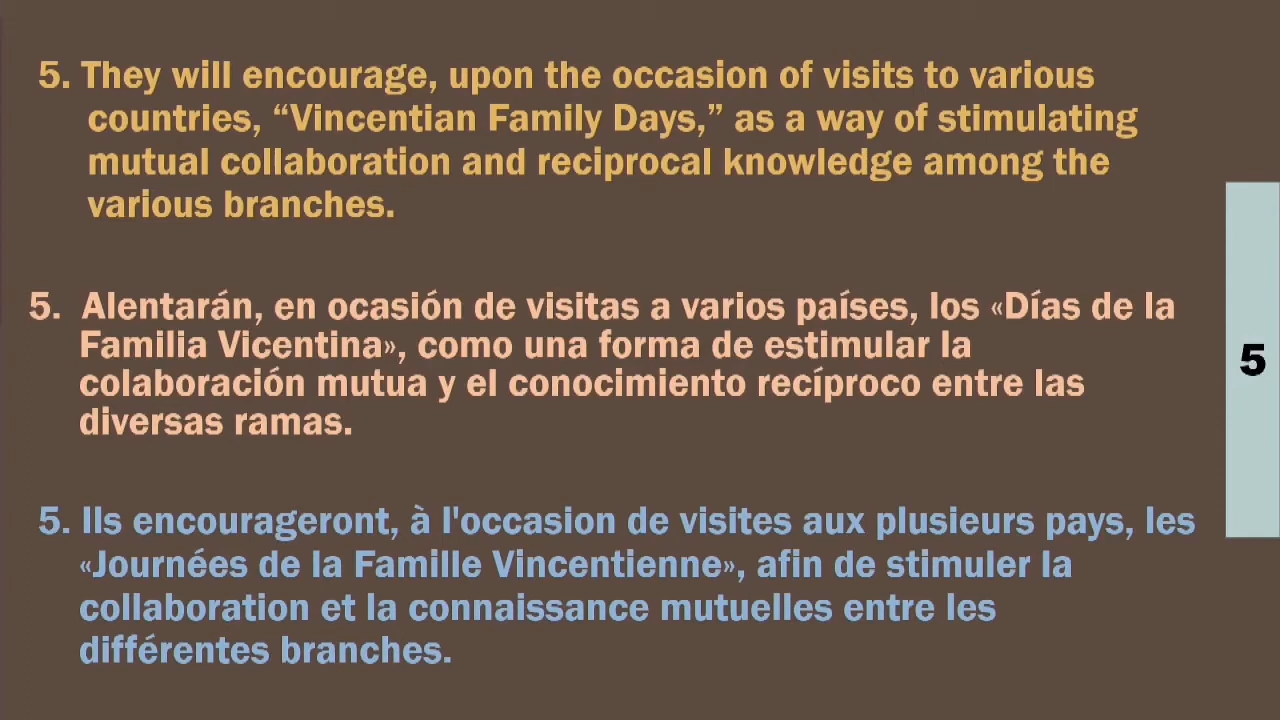 5. They will encourage, upon the occasion of visits to various
countries, “Vincentian Family Days,” as a way of stimulating
mutual collaboration and reciprocal knowledge among the
various branches.
5. Alentarán, en ocasión de visitas a varios países, los «Días de la
Familia Vicentina», como una forma de estimular la
colaboración mutua y el conocimiento recíproco entre las
diversas ramas.
5
5. Ils encourageront, à l'occasion de visites aux plusieurs pays, les
«Journées de la Famille Vincentienne», afin de stimuler la
collaboration et la connaissance mutuelles entre les
différentes branches.